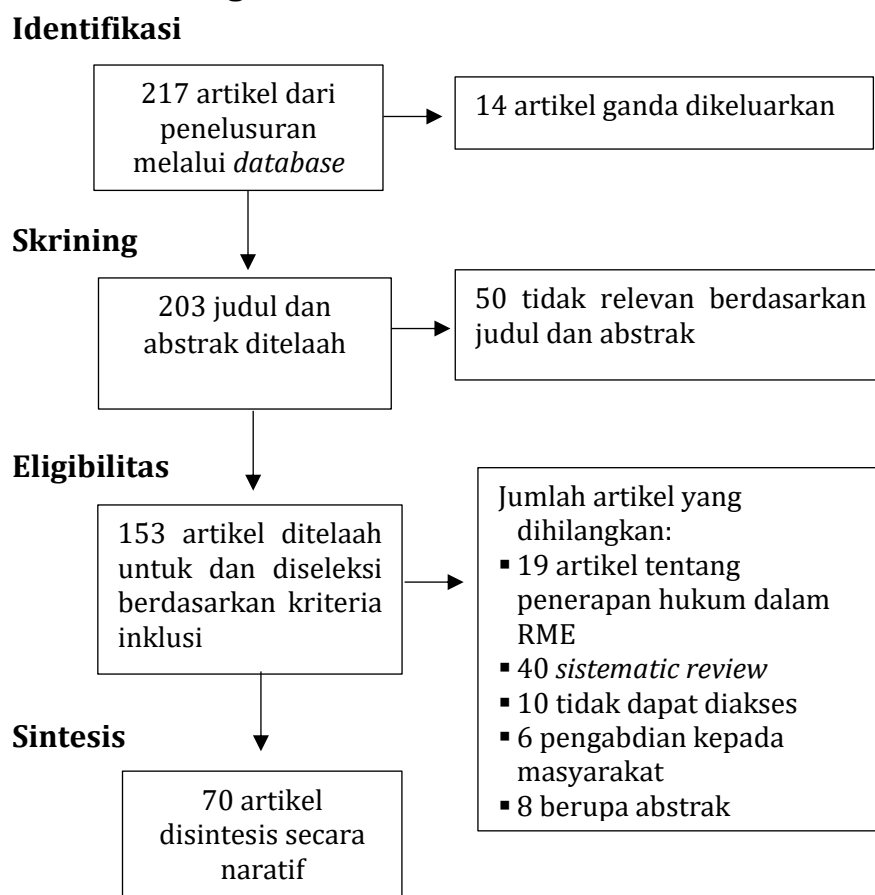 Identifikasi
217 artikel dari
penelusuran
melalui database
14 artikel ganda dikeluarkan
Skrining
203 judul dan
abstrak ditelaah
50 tidak relevan berdasarkan
judul dan abstrak
Eligibilitas
153 artikel ditelaah
untuk dan diseleksi
berdasarkan kriteria
inklusi
Jumlah artikel yang
dihilangkan:
▪ 19 artikel tentang
penerapan hukum dalam
RME
▪ 40 sistematic review
▪ 10 tidak dapat diakses
▪ 6 pengabdian kepada
masyarakat
▪ 8 berupa abstrak
Sintesis
70 artikel
disintesis secara
naratif